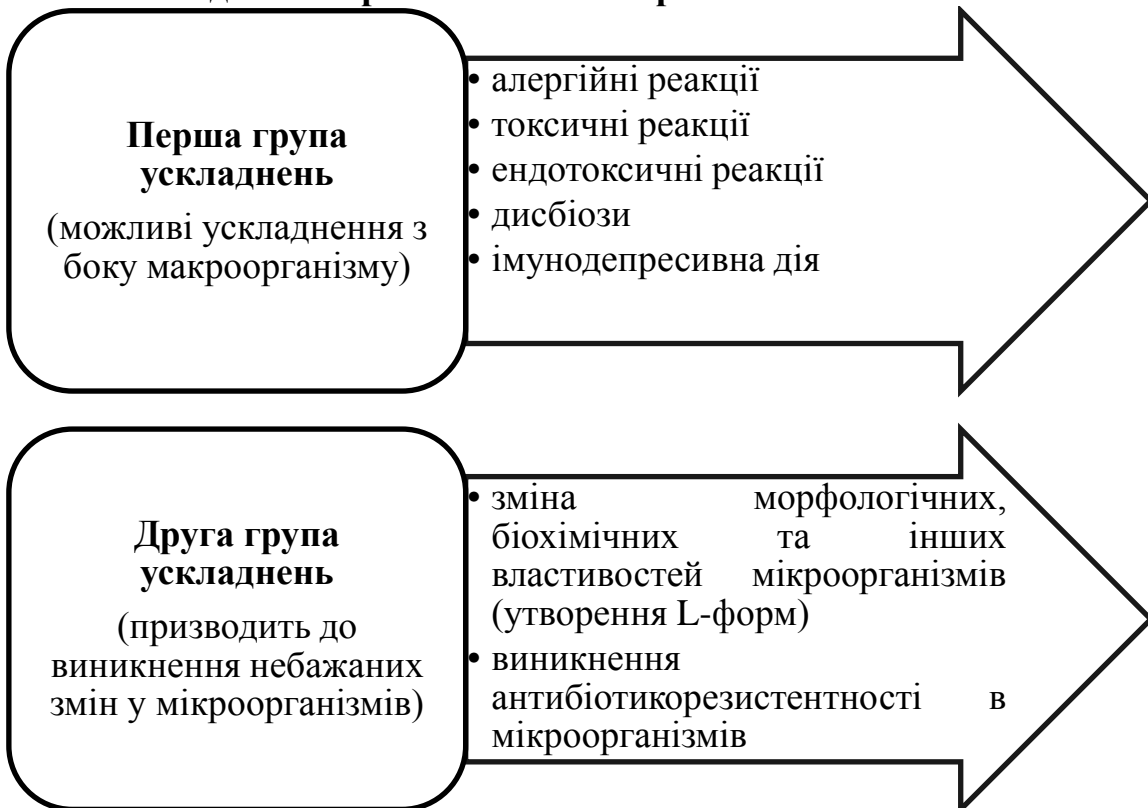 Перша група
ускладнень
(можливі ускладнення з
боку макроорганізму)
• алергійні реакції
• токсичні реакції
• ендотоксичні реакції
• дисбіози
• імунодепресивна дія
Друга група
ускладнень
(призводить до
виникнення небажаних
змін у мікроорганізмів)
• зміна морфологічних,
біохімічних та інших
властивостей мікроорганізмів
(утворення L-форм)
• виникнення
антибіотикорезистентності в
мікроорганізмів